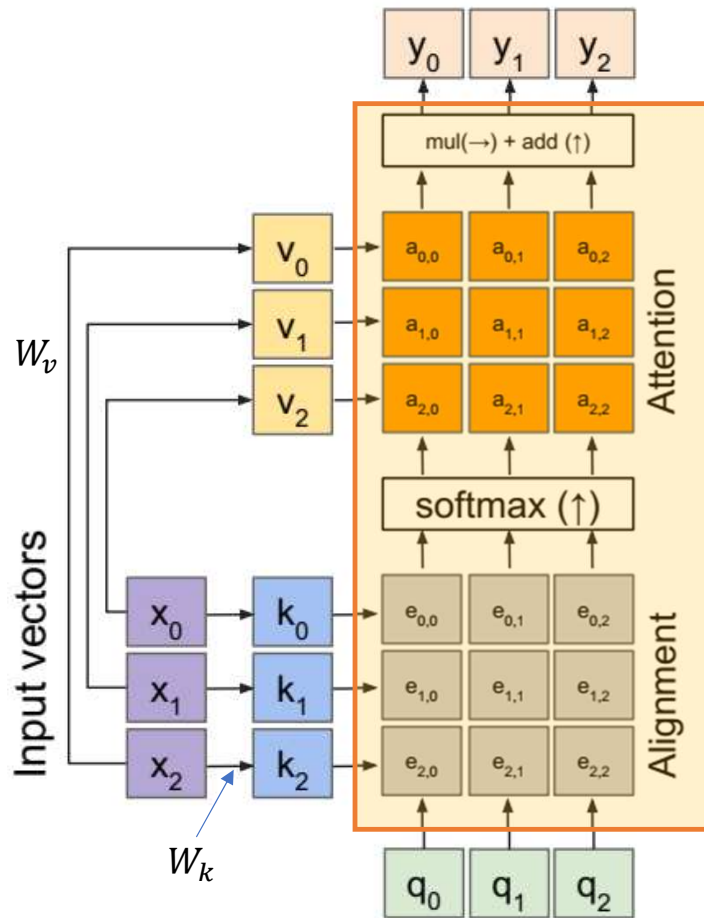 y₀ y₁ y₂
mul(→) + add (↑)
v₀ a₀,₀ a₀,₁ a₀,₂
v₁ a₁,₀ a₁,₁ a₁,₂
W_v
v₂ a₂,₀ a₂,₁ a₂,₂
Attention
softmax (↑)
x₀ k₀ e₀,₀ e₀,₁ e₀,₂
x₁ k₁ e₁,₀ e₁,₁ e₁,₂
x₂ k₂ e₂,₀ e₂,₁ e₂,₂
Input vectors
Alignment
W_k
q₀ q₁ q₂